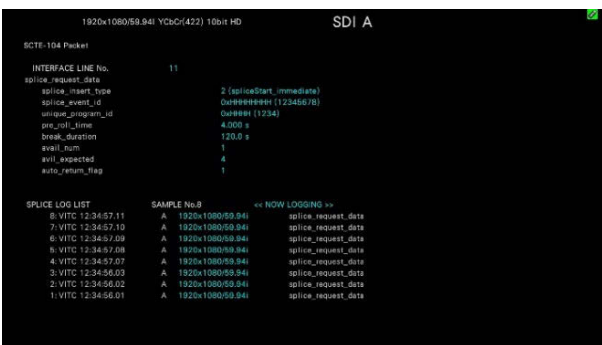 1920x1080/59.94I YCbCr(422) 10bit HD SDI A
SCTE-104 Packet
INTERFACE LINE No. 11
splice_request_data
splice_insert_type 2 (spliceStart_immediate)
splice_event_id 0xHHHHHHHH (12345678)
unique_program_id 0xHHHH (1234)
pre_roll_time 4.000 s
break_duration 120.0 s
avail_num 1
avil_expected 4
auto_return_flag 1
SPLICE LOG LIST SAMPLE No.8 << NOW LOGGING >>
8: VITC 12:34:57.11 A 1920x1080/59.94i splice_request_data
7: VITC 12:34:57.10 A 1920x1080/59.94i splice_request_data
6: VITC 12:34:57.09 A 1920x1080/59.94i splice_request_data
5: VITC 12:34:57.08 A 1920x1080/59.94i splice_request_data
4: VITC 12:34:57.07 A 1920x1080/59.94i splice_request_data
3: VITC 12:34:56.03 A 1920x1080/59.94i splice_request_data
2: VITC 12:34:56.02 A 1920x1080/59.94i splice_request_data
1: VITC 12:34:56.01 A 1920x1080/59.94i splice_request_data